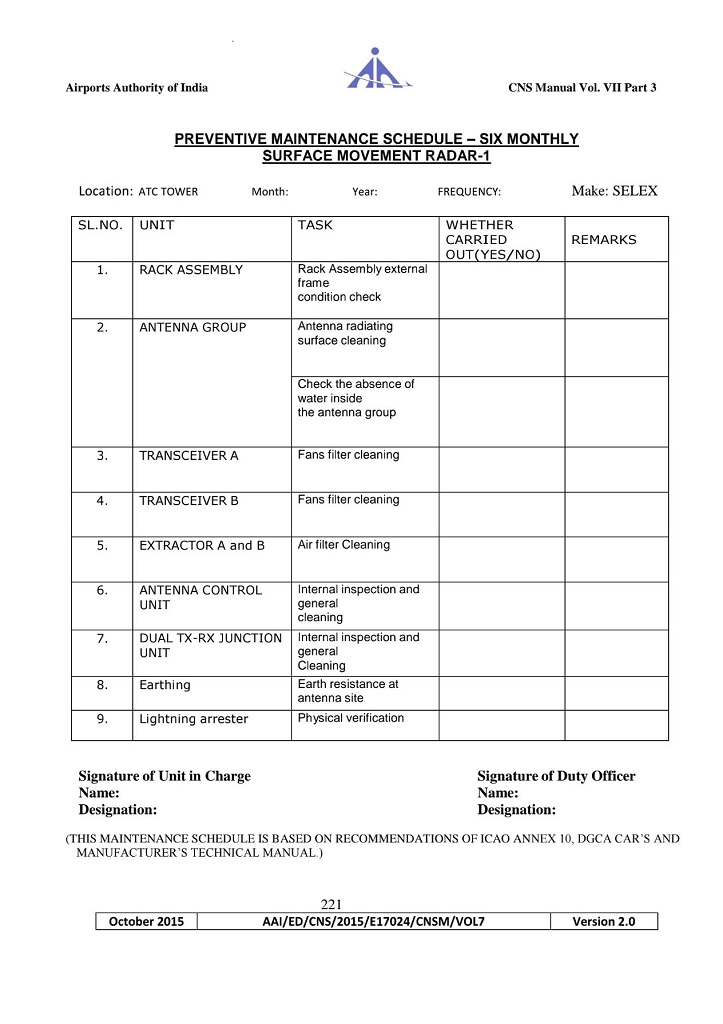 Airports Authority of India CNS Manual Vol. VII Part 3
PREVENTIVE MAINTENANCE SCHEDULE – SIX MONTHLY
SURFACE MOVEMENT RADAR-1
Location: ATC TOWER Month: Year: FREQUENCY: Make: SELEX
SL.NO. UNIT TASK WHETHER
CARRIED REMARKS
OUT(YES/NO)
1. RACK ASSEMBLY Rack Assembly external
frame
condition check
2. ANTENNA GROUP Antenna radiating
surface cleaning
Check the absence of
water inside
the antenna group
3. TRANSCEIVER A Fans filter cleaning
4. TRANSCEIVER B Fans filter cleaning
5. EXTRACTOR A and B Air filter Cleaning
6. ANTENNA CONTROL Internal inspection and
UNIT general
cleaning
7. DUAL TX-RX JUNCTION Internal inspection and
UNIT general
Cleaning
8. Earthing Earth resistance at
antenna site
9. Lightning arrester Physical verification
Signature of Unit in Charge Signature of Duty Officer
Name: Name:
Designation: Designation:
(THIS MAINTENANCE SCHEDULE IS BASED ON RECOMMENDATIONS OF ICAO ANNEX 10, DGCA CAR'S AND
MANUFACTURER'S TECHNICAL MANUAL.)
221
October 2015 AAI/ED/CNS/2015/E17024/CNSM/VOL7 Version 2.0